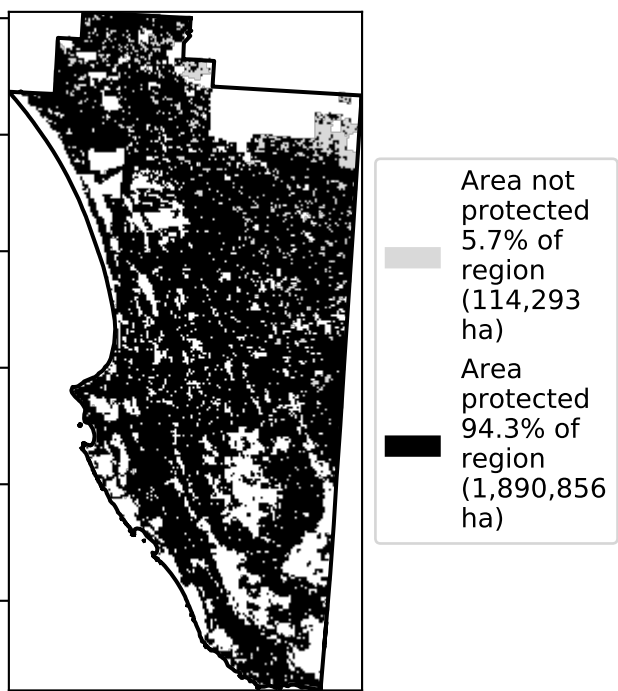 Area not
protected
5.7% of
region
(114,293
ha)
Area
protected
94.3% of
region
(1,890,856
ha)